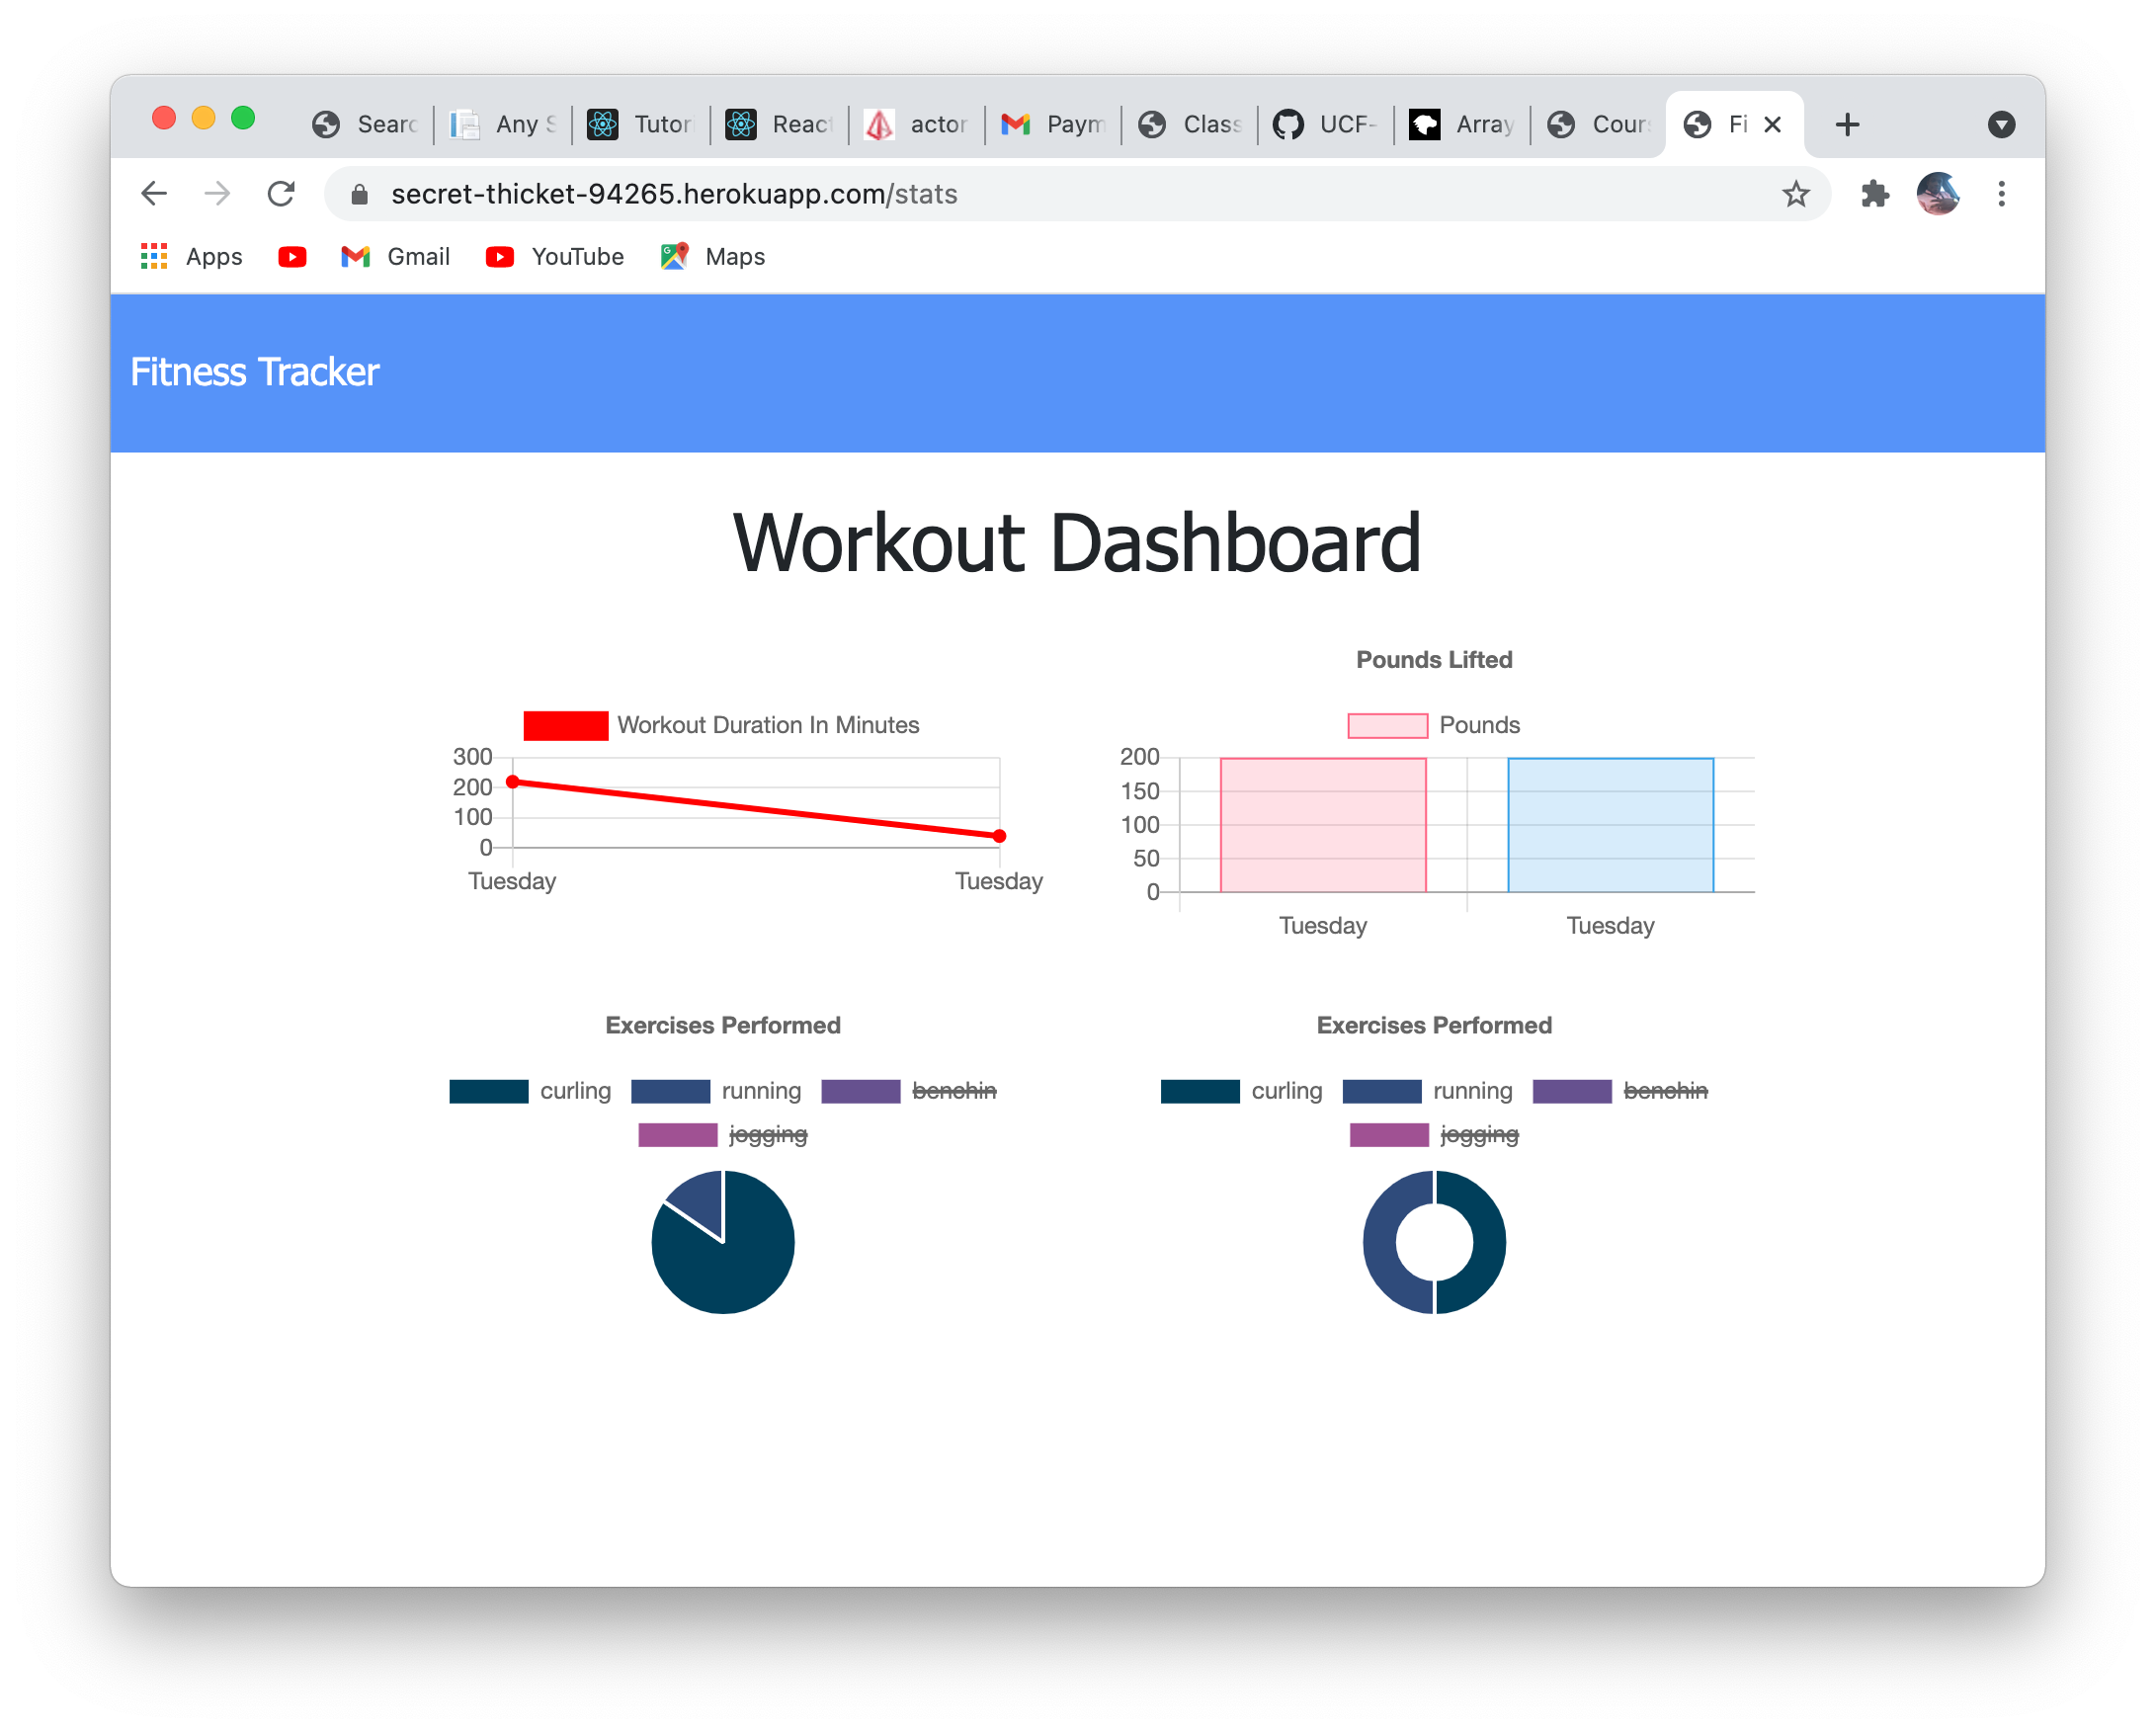 Searc Any S Tutori React actor Paym Class UCF- Array Cours Fi
secret-thicket-94265.herokuapp.com/stats
Apps Gmail YouTube Maps
Fitness Tracker
Workout Dashboard
Workout Duration In Minutes
300
200
100
0
Tuesday Tuesday
Pounds Lifted
Pounds
200
150
100
50
0
Tuesday Tuesday
Exercises Performed
curling running benchin
jogging
Exercises Performed
curling running benchin
jogging